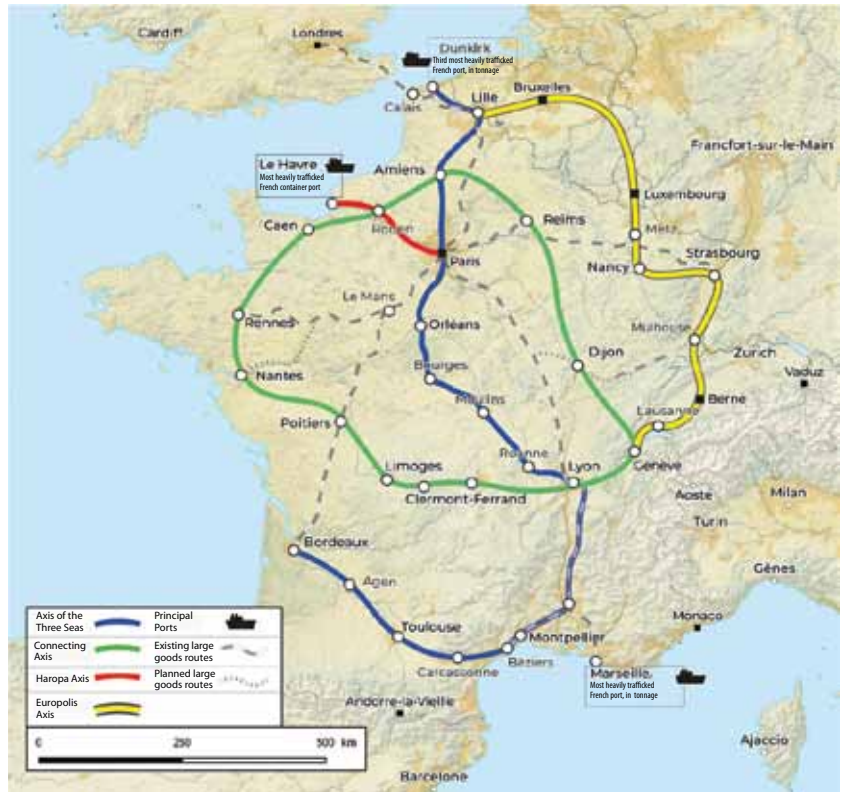 Cardiff
Londres
Dunkirk
Third most heavily trafficked
French port, in tonnage
Calais
Lille
Bruxelles
Francfort-sur-le-Main
Le Havre
Most heavily trafficked
French container port
Amiens
Luxembourg
Caen
Rouen
Reims
Metz
Strasbourg
Paris
Nancy
Le Mans
Rennes
Orléans
Mulhouse
Dijon
Zurich
Bourges
Vaduz
Nantes
Moulins
Berne
Lausanne
Poitiers
Roanne
Lyon
Genève
Limoges
Clermont-Ferrand
Aoste
Milan
Turin
Bordeaux
Gênes
Agen
Axis of the
Three Seas
Principal
Ports
Monaco
Toulouse
Montpellier
Connecting
Axis
Existing large
goods routes
Béziers
Carcassonne
Marseille
Most heavily trafficked
French port, in tonnage
Haropa Axis
Planned large
goods routes
Europolis
Axis
Andorre-la-Vieille
0 250 500 km
Ajaccio
Barcelone